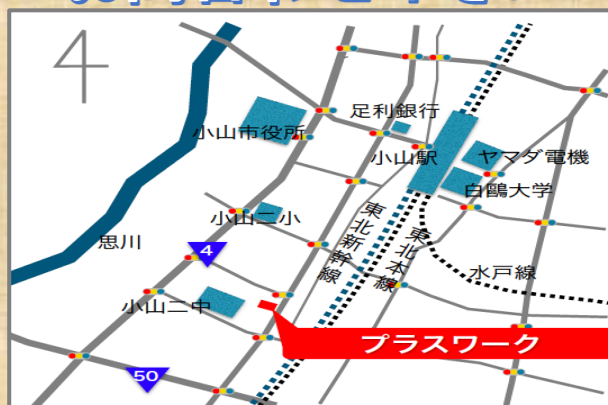 足利銀行
小山市役所
小山駅
ヤマダ電機
白鷗大学
小山二小
東北新幹線
東北本線
思川
4
水戸線
小山二中
プラスワーク
50